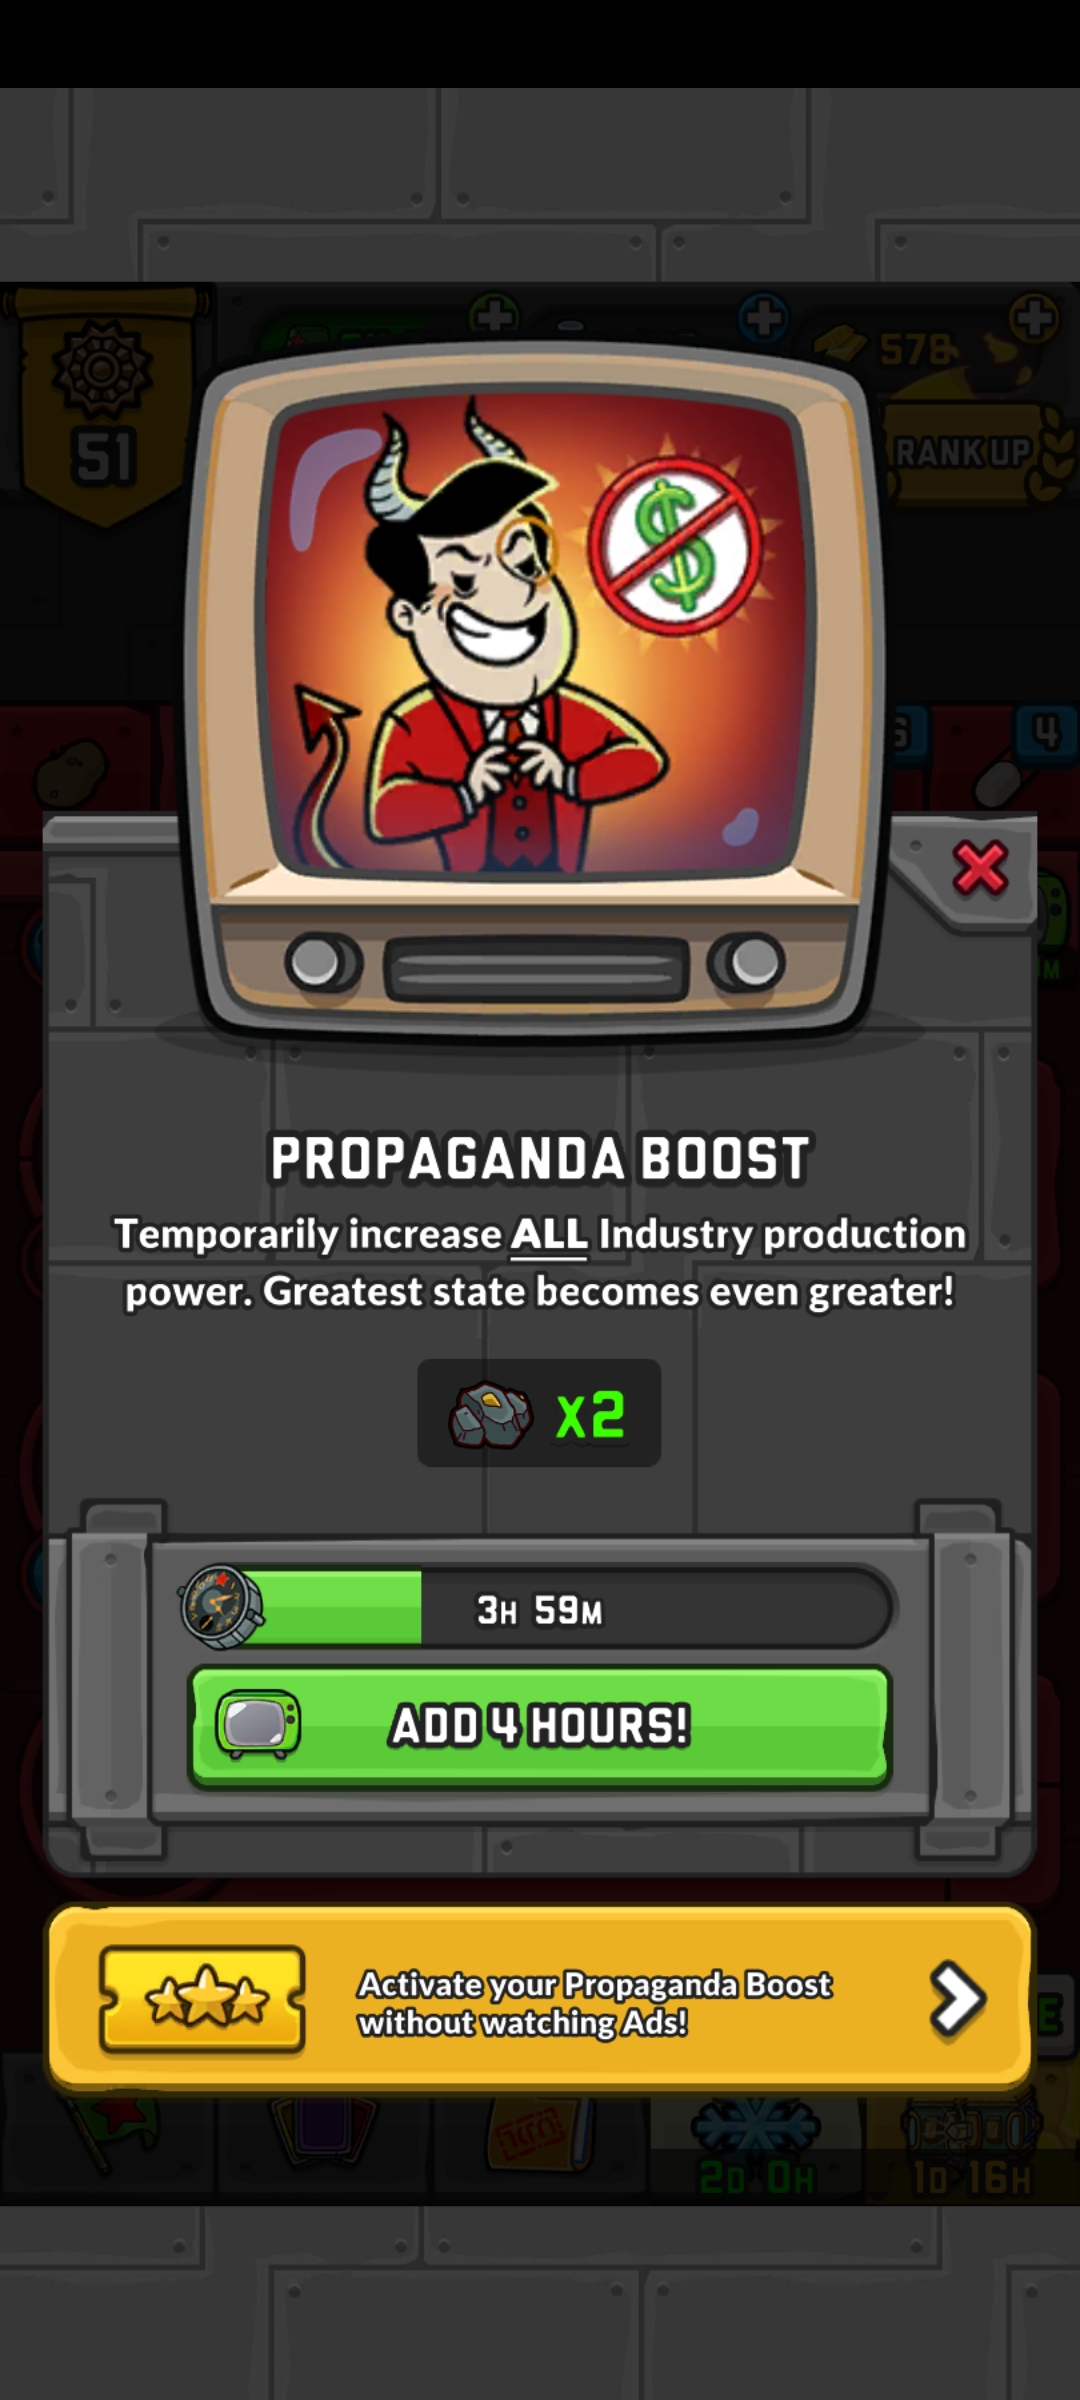 578
51
RANK UP
4
PROPAGANDA BOOST
Temporarily increase ALL Industry production
power. Greatest state becomes even greater!
X2
3H 59M
ADD 4 HOURS!
Activate your Propaganda Boost
without watching Ads!
2D 0H
1D 16H